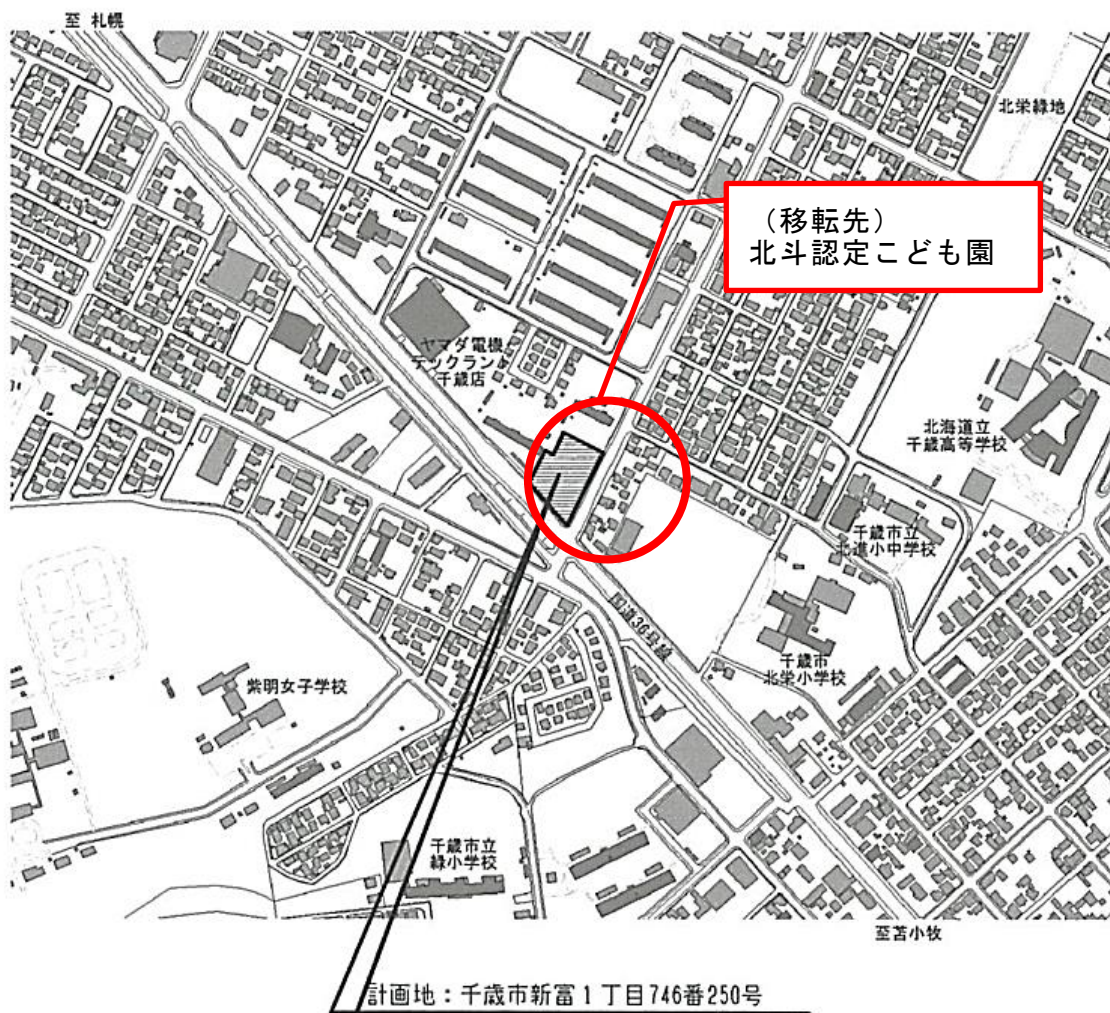 至 札幌
北栄緑地
（移転先）
北斗認定こども園
ヤマダ電機
テックランド
千歳店
北海道立
千歳高等学校
千歳市立
北進小中学校
国道36号線
千歳市
北栄小学校
紫明女子学校
千歳市立
緑小学校
至苫小牧
計画地：千歳市新富１丁目746番250号